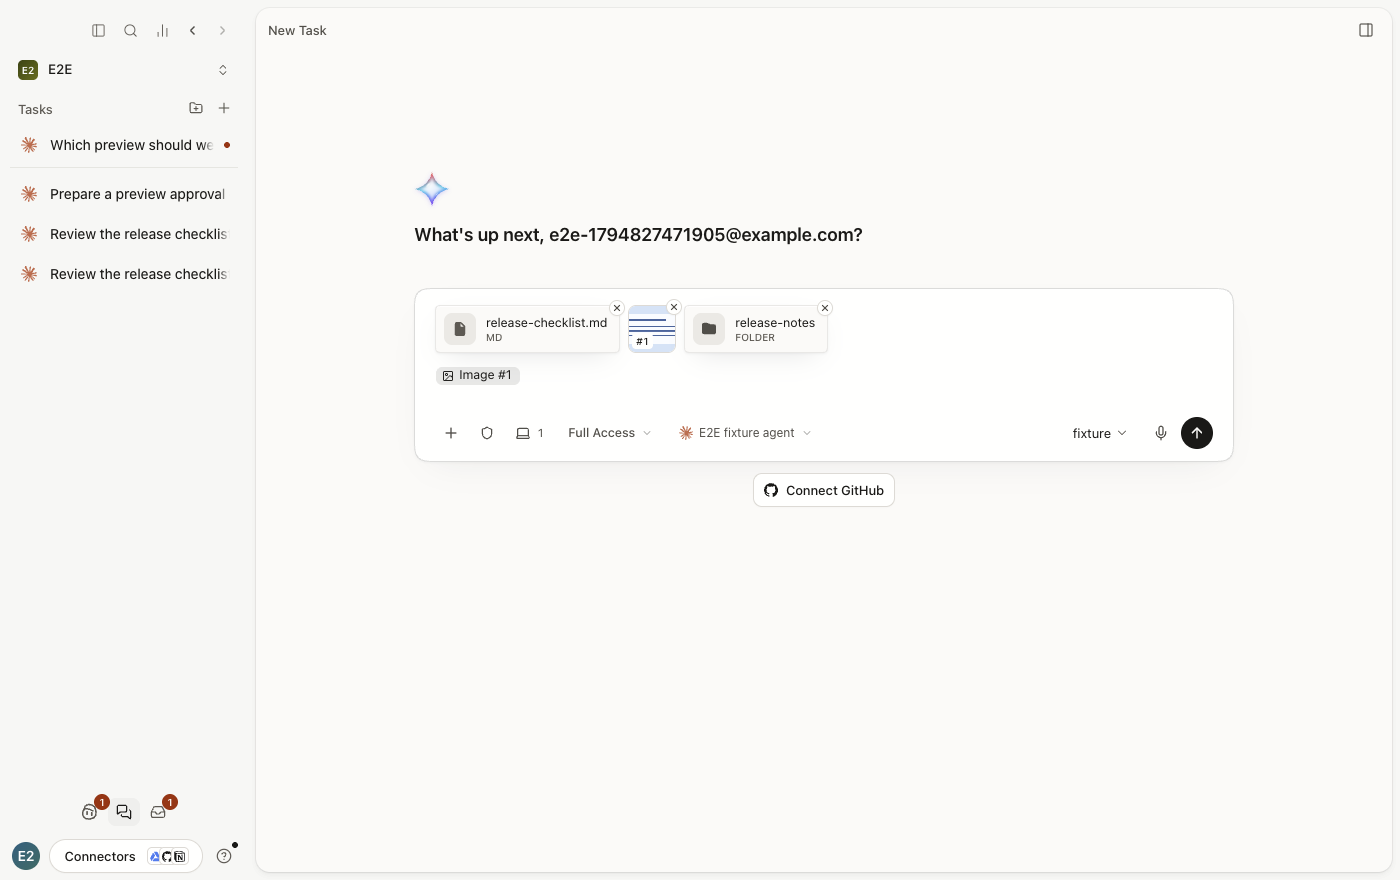 New Task
E2 E2E
Tasks
Which preview should we
Prepare a preview approval
Review the release checklis
Review the release checklis
What's up next, e2e-1794827471905@example.com?
release-checklist.md
MD
#1
release-notes
FOLDER
Image #1
1 Full Access E2E fixture agent fixture
Connect GitHub
1 1
E2 Connectors